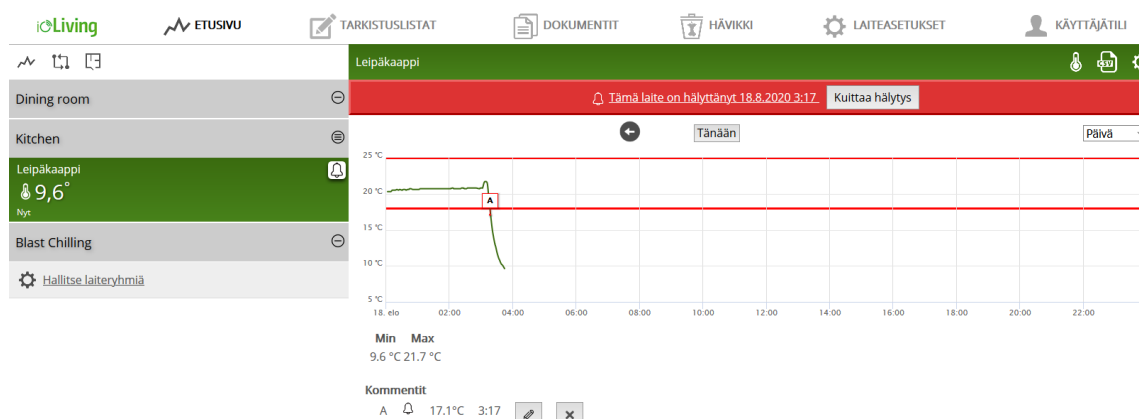 icLiving ETUSIVU TARKISTUSLISTAT DOKUMENTIT HÄVIKKI LAITEASETUKSET KÄYTTÄJÄTILI
Leipäkaappi CSV
Dining room
Tämä laite on hälyttänyt 18.8.2020 3:17 Kuittaa hälytys
Kitchen
Tänään Päivä
Leipäkaappi
9,6°
Nyt
Blast Chilling
Hallitse laiteryhmiä
25 °C
20 °C
A
15 °C
10 °C
5 °C
18. elo 02:00 04:00 06:00 08:00 10:00 12:00 14:00 16:00 18:00 20:00 22:00
Min Max
9.6 °C 21.7 °C
Kommentit
A 17.1°C 3:17